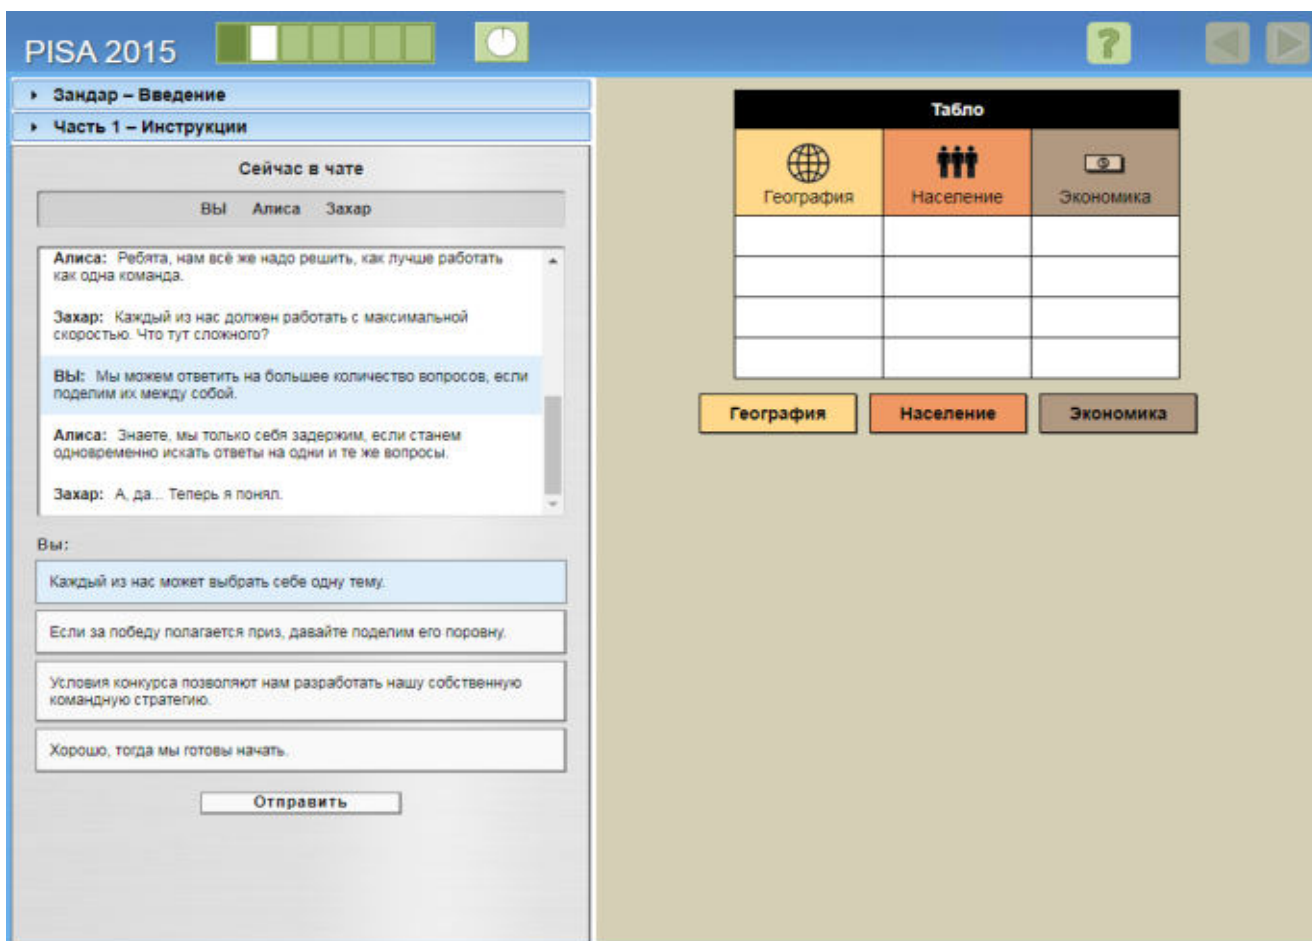 PISA 2015
?
Зандар – Введение
Часть 1 – Инструкции
Сейчас в чате
ВЫ Алиса Захар
Алиса: Ребята, нам всё же надо решить, как лучше работать
как одна команда.
Захар: Каждый из нас должен работать с максимальной
скоростью. Что тут сложного?
ВЫ: Мы можем ответить на большее количество вопросов, если
поделим их между собой.
Алиса: Знаете, мы только себя задержим, если станем
одновременно искать ответы на одни и те же вопросы.
Захар: А, да... Теперь я понял.
Вы:
Каждый из нас может выбрать себе одну тему.
Если за победу полагается приз, давайте поделим его поровну.
Условия конкурса позволяют нам разработать нашу собственную
командную стратегию.
Хорошо, тогда мы готовы начать.
Отправить
Табло
География Население Экономика
География Население Экономика